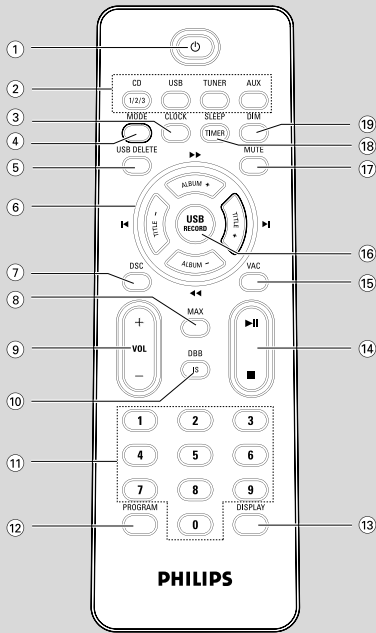 1
CD USB TUNER AUX
2
1/2/3
3
MODE CLOCK SLEEP DIM
TIMER
19
4
18
USB DELETE MUTE
5
17
6
ALBUM +
TITLE – USB RECORD TITLE +
ALBUM –
16
7
DSC VAC
15
8
MAX
+
9
VOL
–
14
DBB
IS
10
11
1 2 3
4 5 6
7 8 9
12
PROGRAM DISPLAY
0
13
PHILIPS